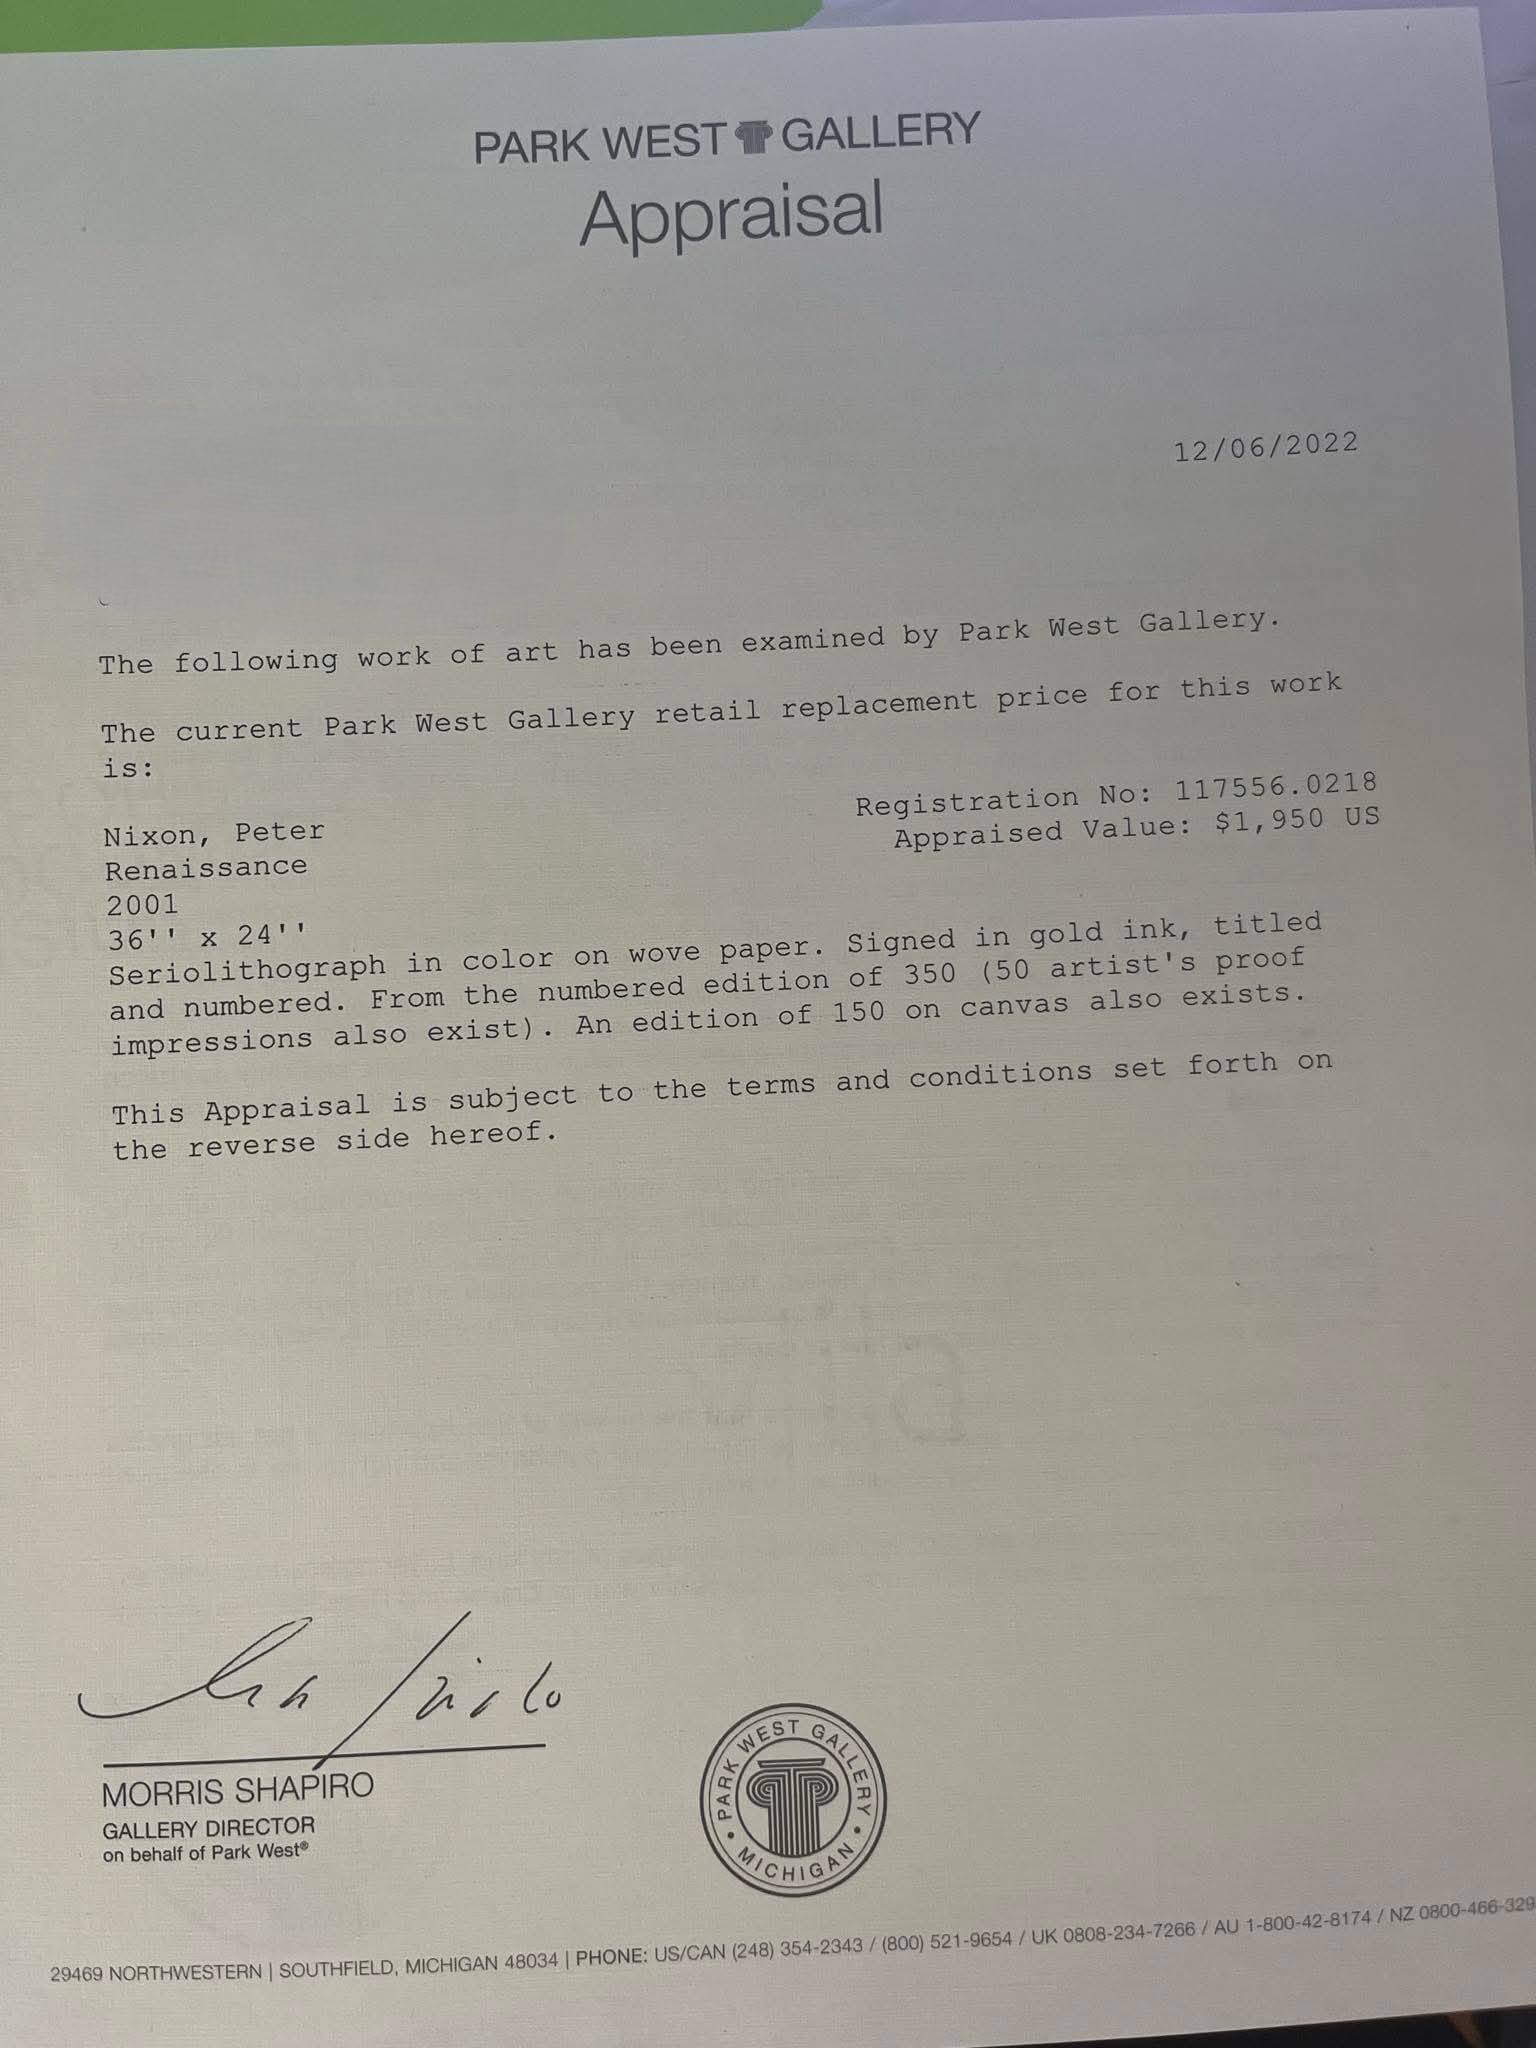 PARK WEST GALLERY
Appraisal
12/06/2022
The following work of art has been examined by Park West Gallery.
The current Park West Gallery retail replacement price for this work
is:
Registration No: 117556.0218
Appraised Value: $1,950 US
Nixon, Peter
Renaissance
2001
36'' x 24''
Seriolithograph in color on wove paper. Signed in gold ink, titled
and numbered. From the numbered edition of 350 (50 artist's proof
impressions also exist). An edition of 150 on canvas also exists.
This Appraisal is subject to the terms and conditions set forth on
the reverse side hereof.
MORRIS SHAPIRO
GALLERY DIRECTOR
on behalf of Park West®
PARK WEST GALLERY • MICHIGAN •
29469 NORTHWESTERN | SOUTHFIELD, MICHIGAN 48034 | PHONE: US/CAN (248) 354-2343 / (800) 521-9654 / UK 0808-234-7266 / AU 1-800-42-8174 / NZ 0800-466-329